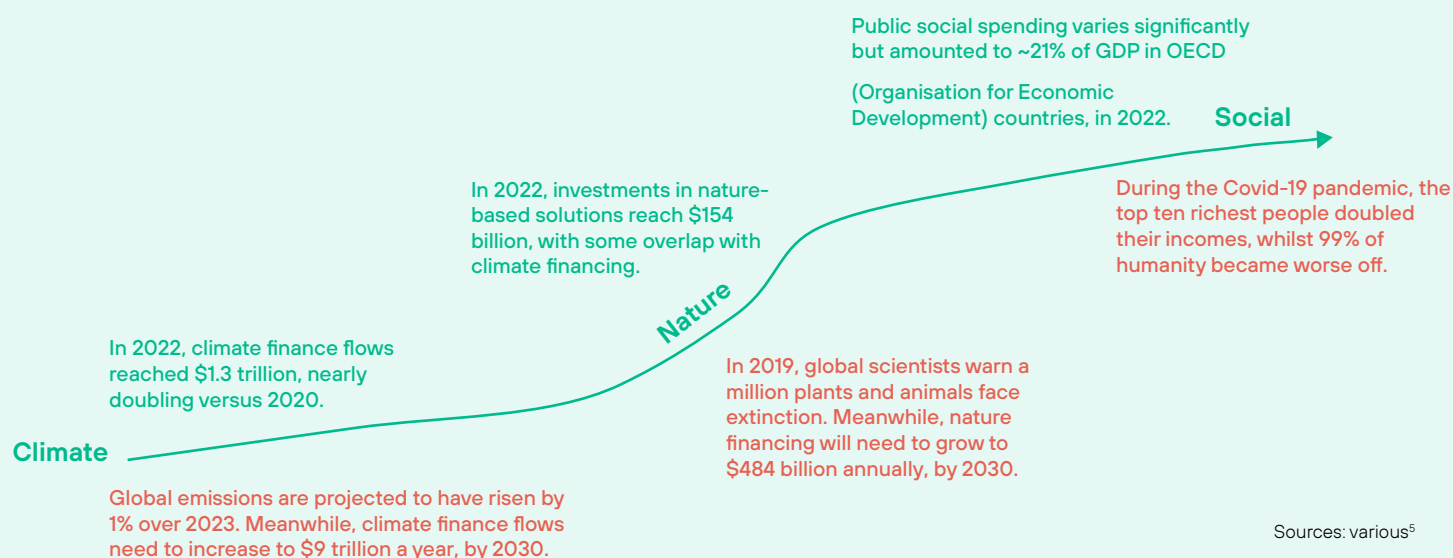 Public social spending varies significantly
but amounted to ~21% of GDP in OECD
(Organisation for Economic
Development) countries, in 2022.
Social
During the Covid-19 pandemic, the
top ten richest people doubled
their incomes, whilst 99% of
humanity became worse off.
In 2022, investments in nature-
based solutions reach $154
billion, with some overlap with
climate financing.
Nature
In 2019, global scientists warn a
million plants and animals face
extinction. Meanwhile, nature
financing will need to grow to
$484 billion annually, by 2030.
In 2022, climate finance flows
reached $1.3 trillion, nearly
doubling versus 2020.
Climate
Global emissions are projected to have risen by
1% over 2023. Meanwhile, climate finance flows
need to increase to $9 trillion a year, by 2030.
Sources: various⁵